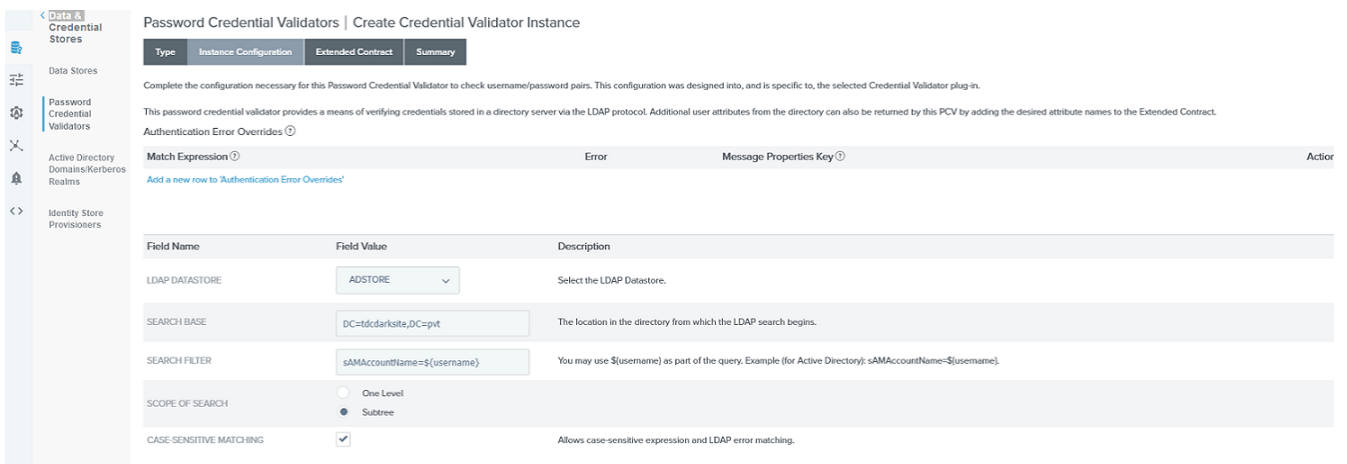 Data &
Credential
Stores
Data Stores
Password
Credential
Validators
Active Directory
Domains/Kerberos
Realms
Identity Store
Provisioners
Password Credential Validators | Create Credential Validator Instance
Type Instance Configuration Extended Contract Summary
Complete the configuration necessary for this Password Credential Validator to check username/password pairs. This configuration was designed into, and is specific to, the selected Credential Validator plug-in.
This password credential validator provides a means of verifying credentials stored in a directory server via the LDAP protocol. Additional user attributes from the directory can also be returned by this PCV by adding the desired attribute names to the Extended Contract.
Authentication Error Overrides ?
Match Expression ? Error Message Properties Key ? Action
Add a new row to 'Authentication Error Overrides'
Field Name Field Value Description
LDAP DATASTORE ADSTORE Select the LDAP Datastore.
SEARCH BASE DC=tdcdarksite,DC=pvt The location in the directory from which the LDAP search begins.
SEARCH FILTER sAMAccountName=${username} You may use ${username} as part of the query. Example (for Active Directory): sAMAccountName=${username}.
SCOPE OF SEARCH
One Level
Subtree
CASE-SENSITIVE MATCHING Allows case-sensitive expression and LDAP error matching.